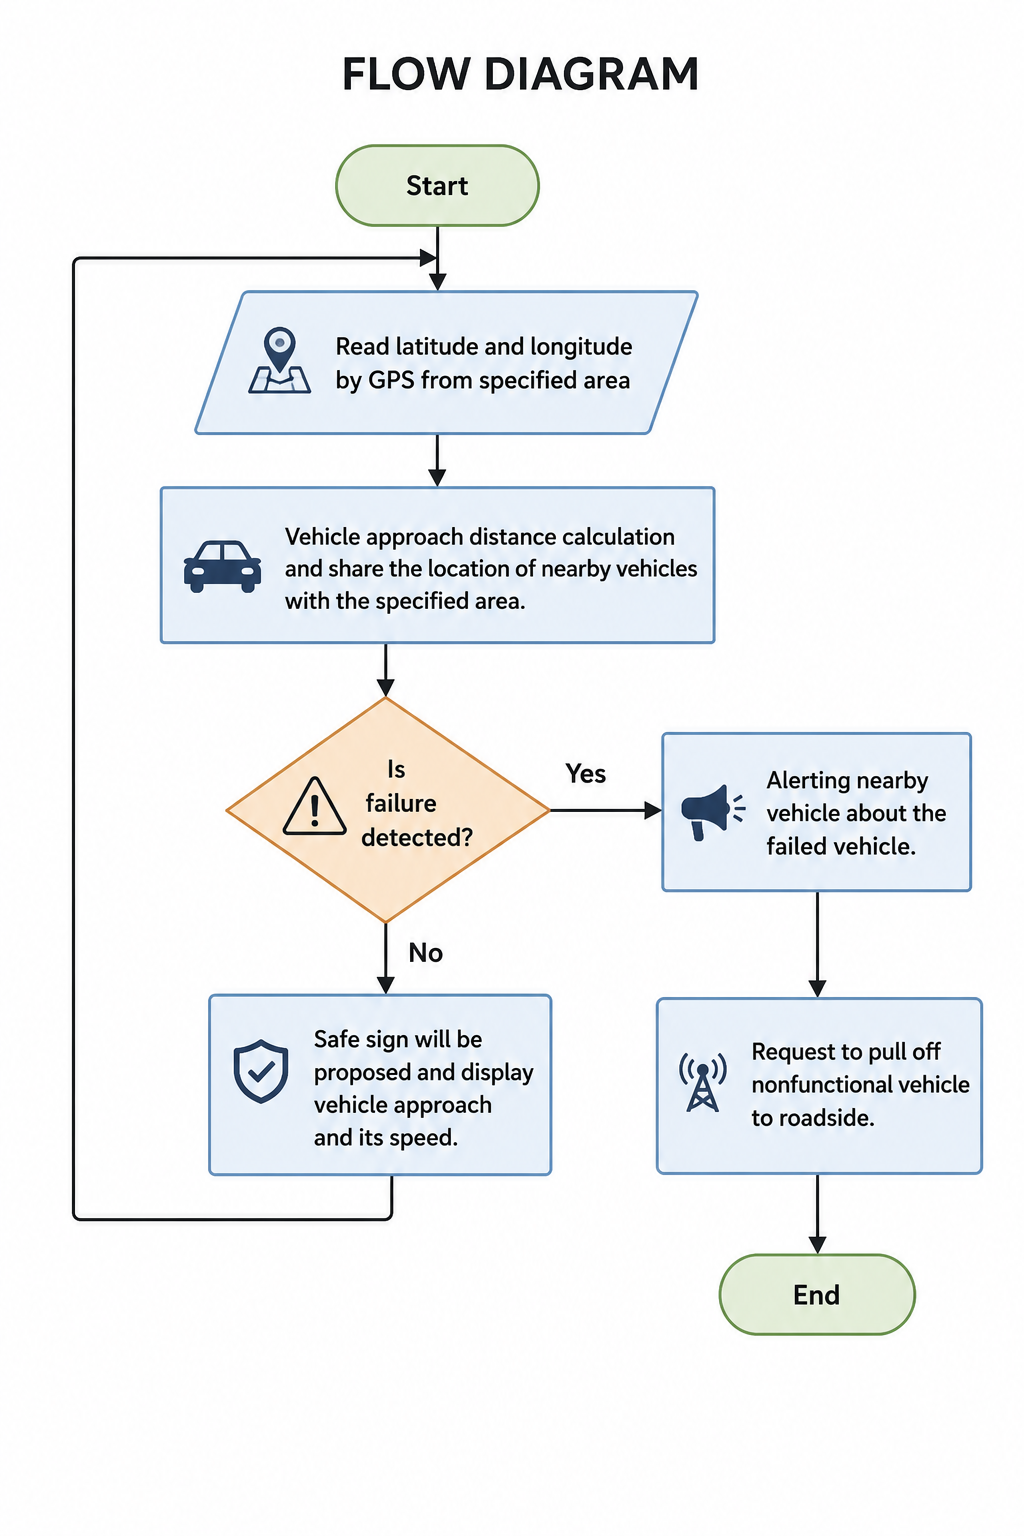 FLOW DIAGRAM
Start
Read latitude and longitude
by GPS from specified area
Vehicle approach distance calculation
and share the location of nearby vehicles
with the specified area.
Is
failure
detected?
Yes
Alerting nearby
vehicle about the
failed vehicle.
No
Safe sign will be
proposed and display
vehicle approach
and its speed.
Request to pull off
nonfunctional vehicle
to roadside.
End